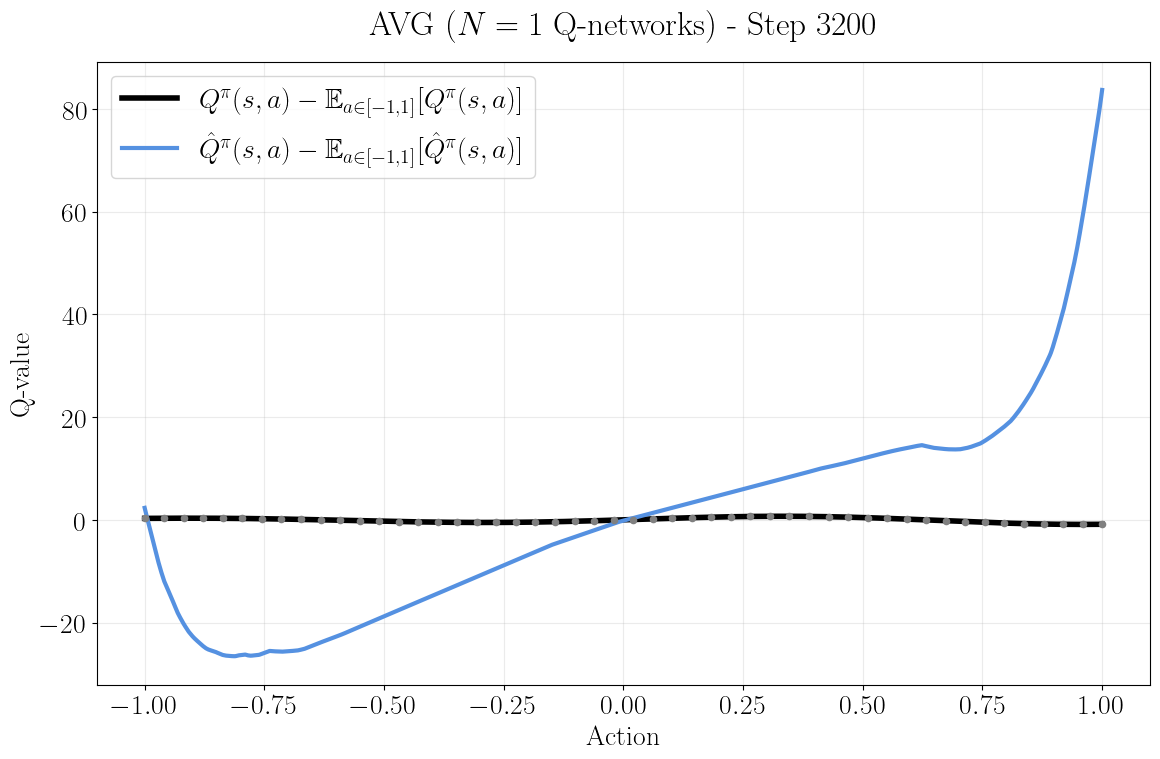 AVG (N = 1 Q-networks) - Step 3200
Q^π(s, a) − 𝔼_{a∈[−1,1]}[Q^π(s, a)]
Q̂^π(s, a) − 𝔼_{a∈[−1,1]}[Q̂^π(s, a)]
80
60
40
20
0
−20
Q-value
−1.00 −0.75 −0.50 −0.25 0.00 0.25 0.50 0.75 1.00
Action